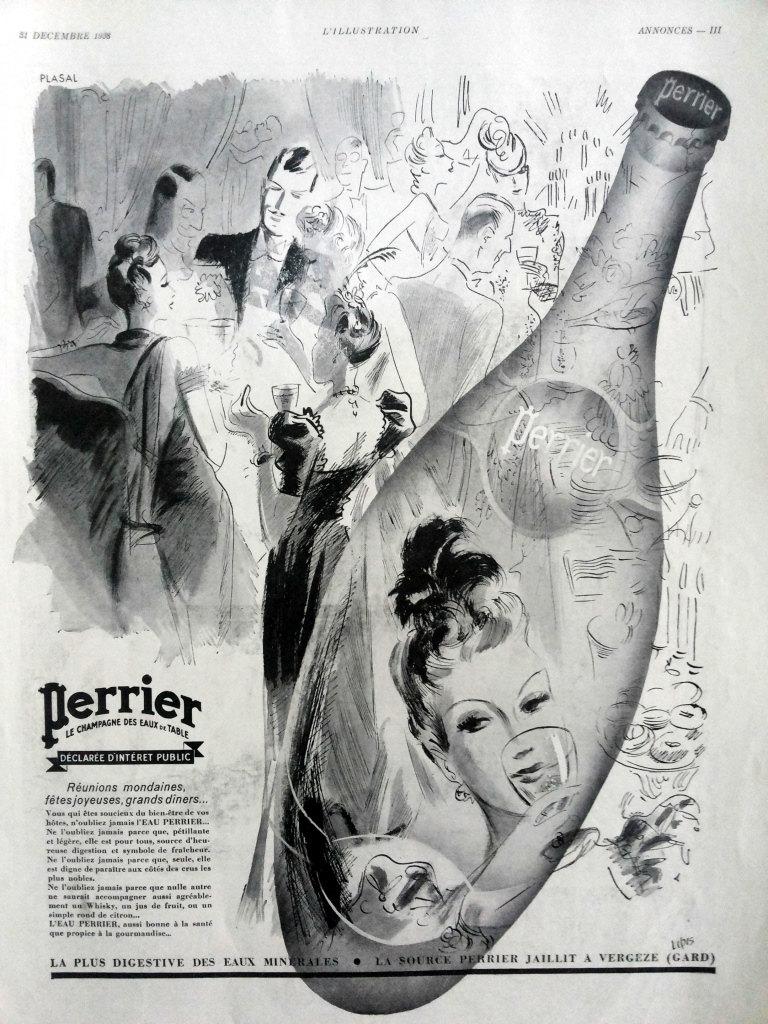 31 DECEMBRE 1938
L'ILLUSTRATION
ANNONCES — III
PLASAL
Perrier
Perrier
Perrier
LE CHAMPAGNE DES EAUX DE TABLE
DÉCLARÉE D'INTÉRET PUBLIC
Réunions mondaines,
fêtes joyeuses, grands dîners...
Vous qui êtes soucieux du bien-être de vos
hôtes, n'oubliez jamais l'EAU PERRIER...
Ne l'oubliez jamais parce que, pétillante
et légère, elle est pour tous, source d'heu-
reuse digestion et symbole de fraîcheur.
Ne l'oubliez jamais parce que, seule, elle
est digne de paraître aux côtés des crus les
plus nobles.
Ne l'oubliez jamais parce que nulle autre
ne saurait accompagner aussi agréable-
ment un Whisky, un jus de fruit, ou un
simple rond de citron...
L'EAU PERRIER, aussi bonne à la santé
que propice à la gourmandise...
LA PLUS DIGESTIVE DES EAUX MINÉRALES ● LA SOURCE PERRIER JAILLIT A VERGEZE (GARD)